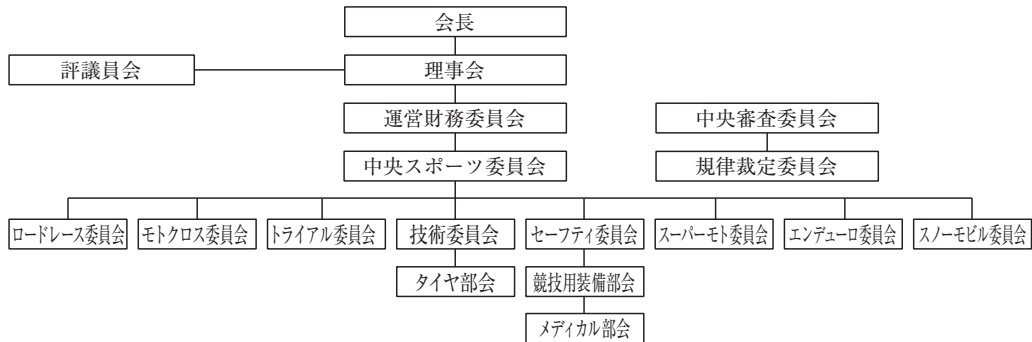 会長
評議員会
理事会
運営財務委員会
中央審査委員会
中央スポーツ委員会
規律裁定委員会
ロードレース委員会
モトクロス委員会
トライアル委員会
技術委員会
セーフティ委員会
スーパーモト委員会
エンデューロ委員会
スノーモビル委員会
タイヤ部会
競技用装備部会
メディカル部会